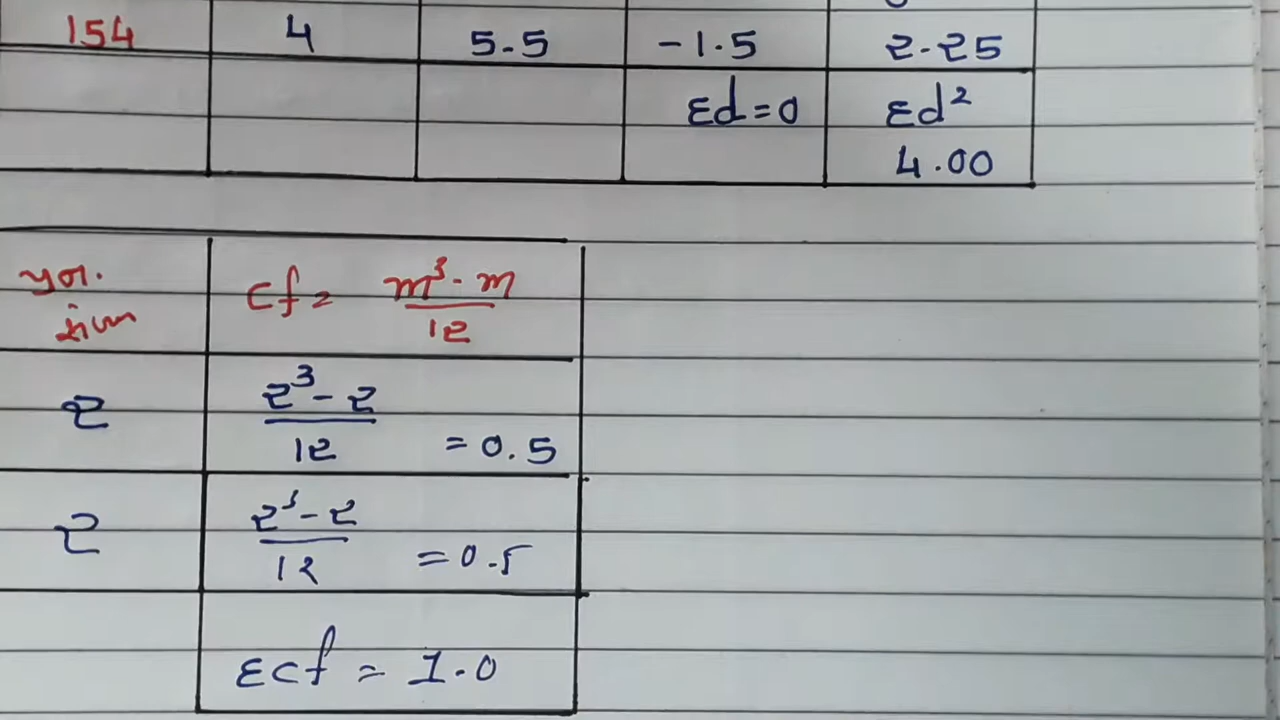 154 4 5.5 -1.5 2.25
Σd=0 Σd²
4.00
પુન. cf = m³-m
12
2 2³-2
12 = 0.5
2 2³-2
12 = 0.5
Σcf = 1.0